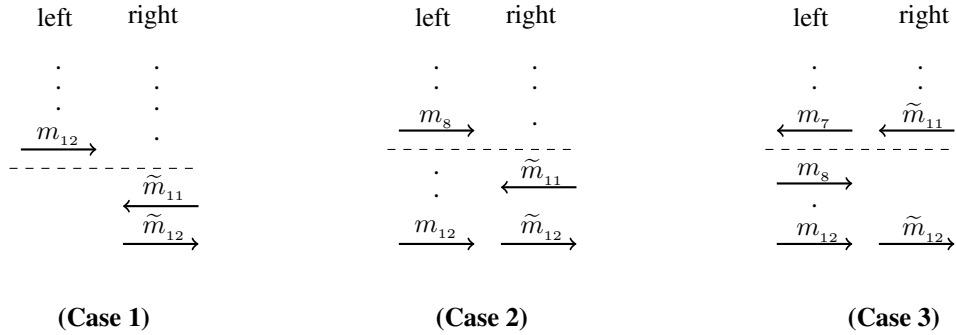 left right left right left right
m₈ m₇ m̃₁₁
m₁₂
m̃₁₁ m̃₁₁ m₈
m̃₁₂ m₁₂ m̃₁₂ m₁₂ m̃₁₂
(Case 1) (Case 2) (Case 3)